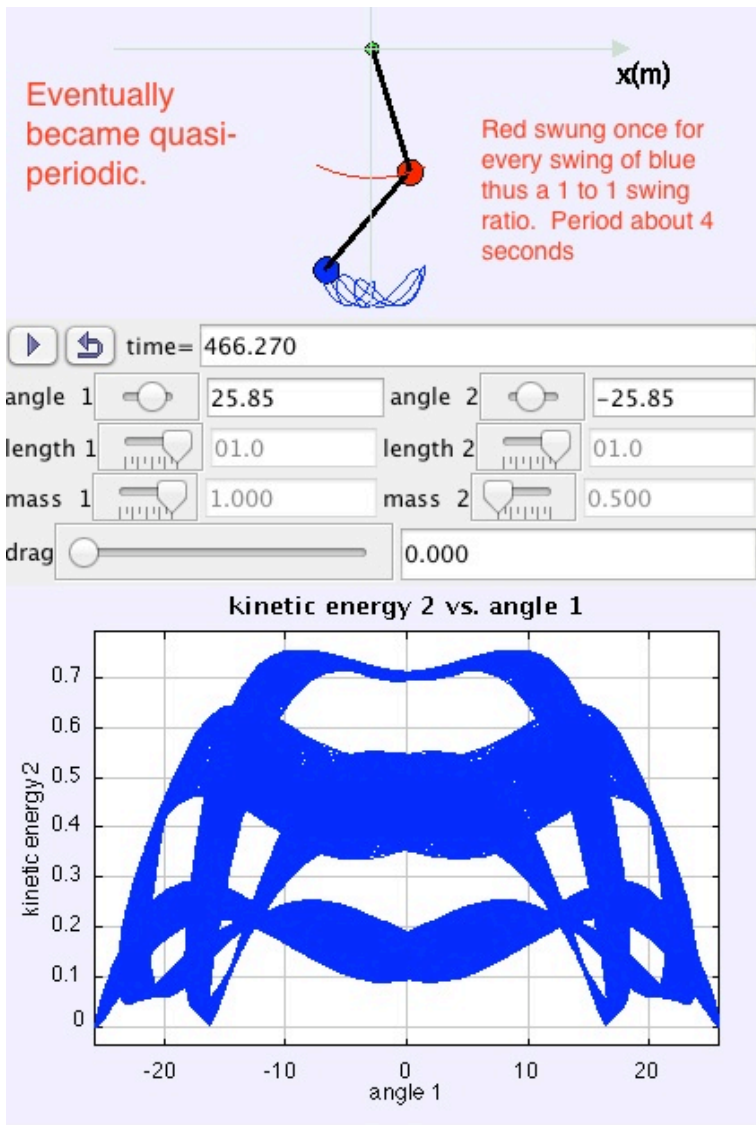 x(m)
Eventually
became quasi-
periodic.
Red swung once for
every swing of blue
thus a 1 to 1 swing
ratio. Period about 4
seconds
time= 466.270
angle 1 25.85 angle 2 -25.85
length 1 01.0 length 2 01.0
mass 1 1.000 mass 2 0.500
drag 0.000
kinetic energy 2 vs. angle 1
kinetic energy 2
0.7
0.6
0.5
0.4
0.3
0.2
0.1
0
-20 -10 0 10 20
angle 1